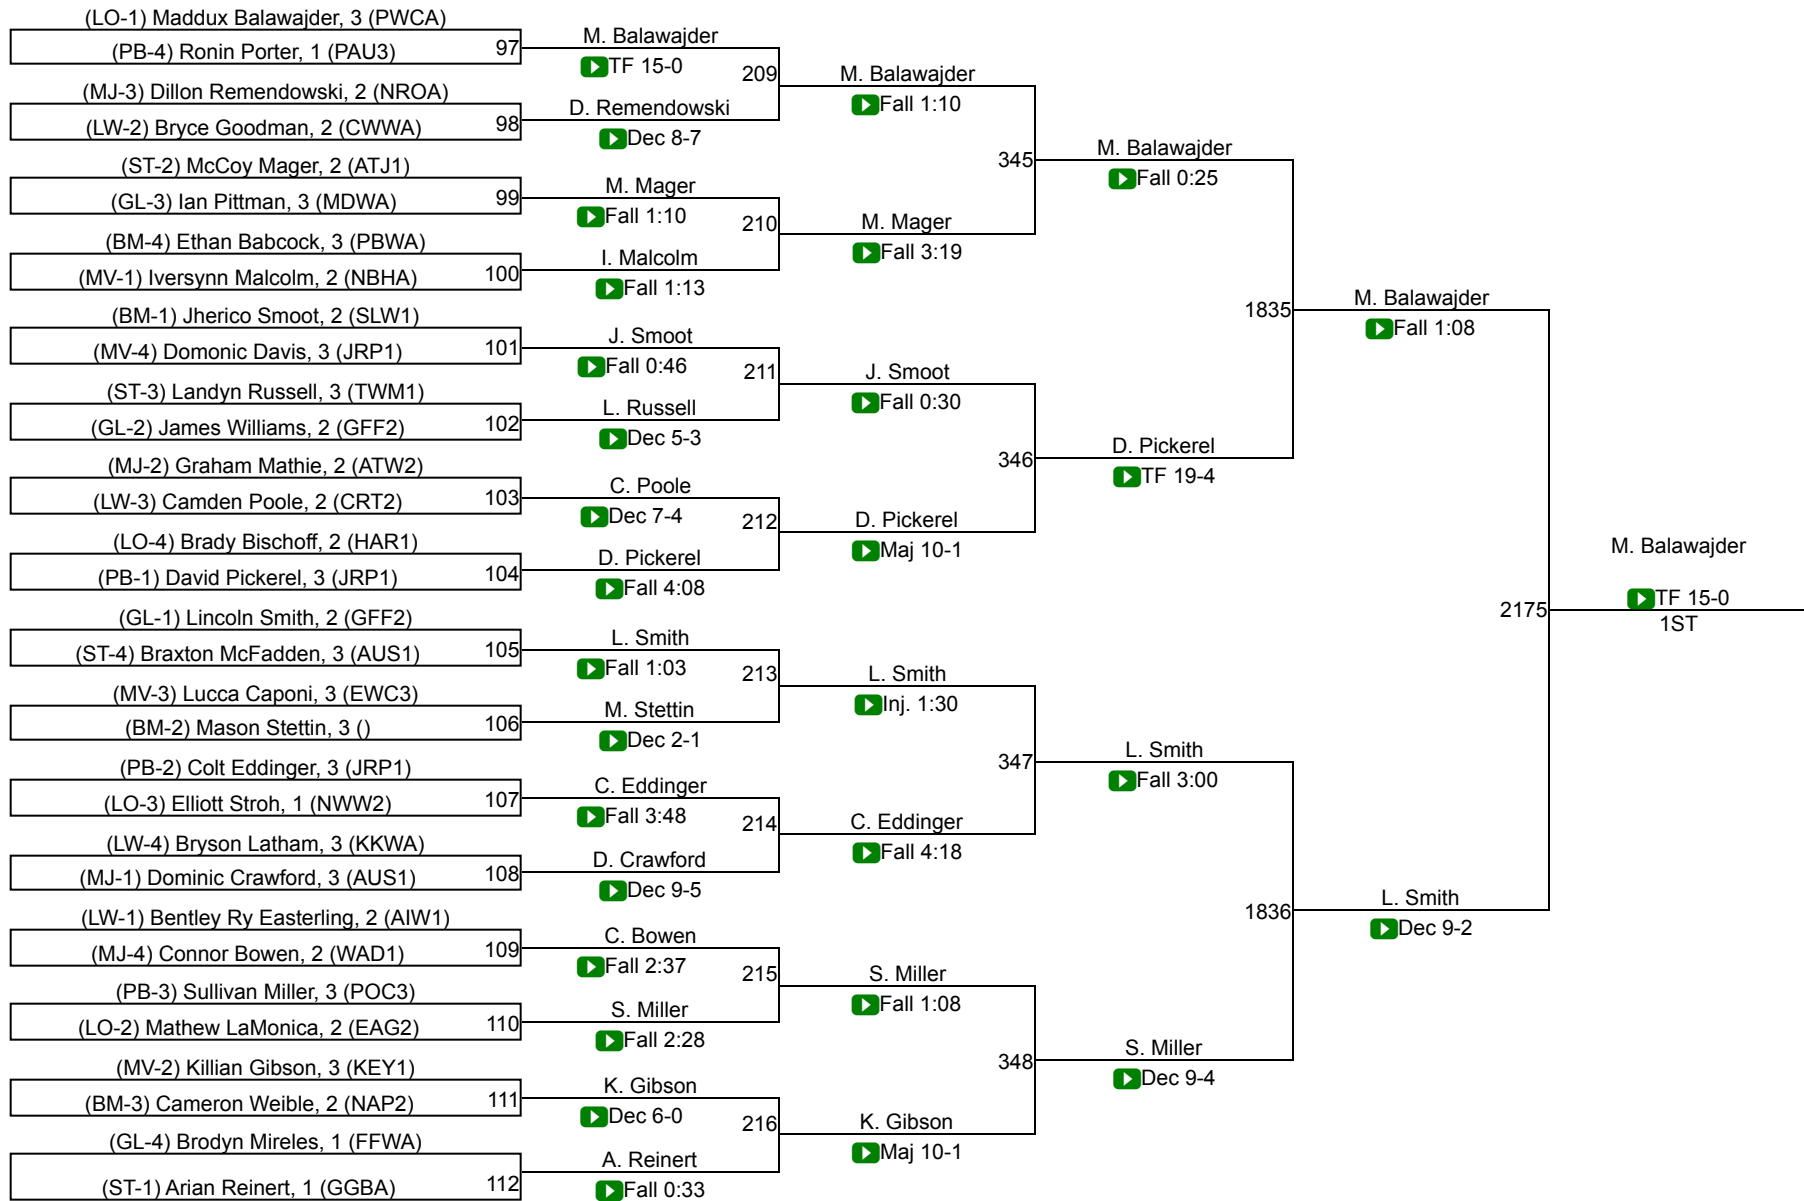 (LO-1) Maddux Balawajder, 3 (PWCA)
(PB-4) Ronin Porter, 1 (PAU3)
97
(MJ-3) Dillon Remendowski, 2 (NROA)
(LW-2) Bryce Goodman, 2 (CWWA)
98
(ST-2) McCoy Mager, 2 (ATJ1)
(GL-3) Ian Pittman, 3 (MDWA)
99
(BM-4) Ethan Babcock, 3 (PBWA)
(MV-1) Iversynn Malcolm, 2 (NBHA)
100
(BM-1) Jherico Smoot, 2 (SLW1)
(MV-4) Domonic Davis, 3 (JRP1)
101
(ST-3) Landyn Russell, 3 (TWM1)
(GL-2) James Williams, 2 (GFF2)
102
(MJ-2) Graham Mathie, 2 (ATW2)
(LW-3) Camden Poole, 2 (CRT2)
103
(LO-4) Brady Bischoff, 2 (HAR1)
(PB-1) David Pickerel, 3 (JRP1)
104
(GL-1) Lincoln Smith, 2 (GFF2)
(ST-4) Braxton McFadden, 3 (AUS1)
105
(MV-3) Lucca Caponi, 3 (EWC3)
(BM-2) Mason Stettin, 3 ()
106
(PB-2) Colt Eddinger, 3 (JRP1)
(LO-3) Elliott Stroh, 1 (NWW2)
107
(LW-4) Bryson Latham, 3 (KKWA)
(MJ-1) Dominic Crawford, 3 (AUS1)
108
(LW-1) Bentley Ry Easterling, 2 (AIW1)
(MJ-4) Connor Bowen, 2 (WAD1)
109
(PB-3) Sullivan Miller, 3 (POC3)
(LO-2) Mathew LaMonica, 2 (EAG2)
110
(MV-2) Killian Gibson, 3 (KEY1)
(BM-3) Cameron Weible, 2 (NAP2)
111
(GL-4) Brodyn Mireles, 1 (FFWA)
(ST-1) Arian Reinert, 1 (GGBA)
112
M. Balawajder
TF 15-0
209
D. Remendowski
Dec 8-7
M. Mager
Fall 1:10
210
I. Malcolm
Fall 1:13
J. Smoot
Fall 0:46
211
L. Russell
Dec 5-3
C. Poole
Dec 7-4
212
D. Pickerel
Fall 4:08
L. Smith
Fall 1:03
213
M. Stettin
Dec 2-1
C. Eddinger
Fall 3:48
214
D. Crawford
Dec 9-5
C. Bowen
Fall 2:37
215
S. Miller
Fall 2:28
K. Gibson
Dec 6-0
216
A. Reinert
Fall 0:33
M. Balawajder
Fall 1:10
345
M. Mager
Fall 3:19
J. Smoot
Fall 0:30
346
D. Pickerel
Maj 10-1
L. Smith
Inj. 1:30
347
C. Eddinger
Fall 4:18
S. Miller
Fall 1:08
348
K. Gibson
Maj 10-1
M. Balawajder
Fall 0:25
1835
D. Pickerel
TF 19-4
L. Smith
Fall 3:00
1836
S. Miller
Dec 9-4
M. Balawajder
Fall 1:08
2175
L. Smith
Dec 9-2
M. Balawajder
TF 15-0
1ST